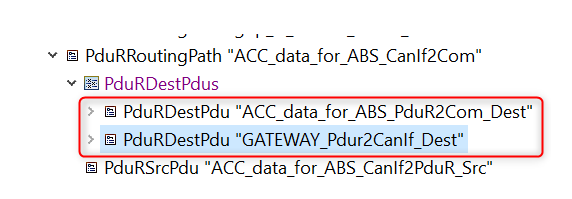 PduRRoutingPath "ACC_data_for_ABS_CanIf2Com"
PduRDestPdus
PduRDestPdu "ACC_data_for_ABS_PduR2Com_Dest"
PduRDestPdu "GATEWAY_Pdur2CanIf_Dest"
PduRSrcPdu "ACC_data_for_ABS_CanIf2PduR_Src"